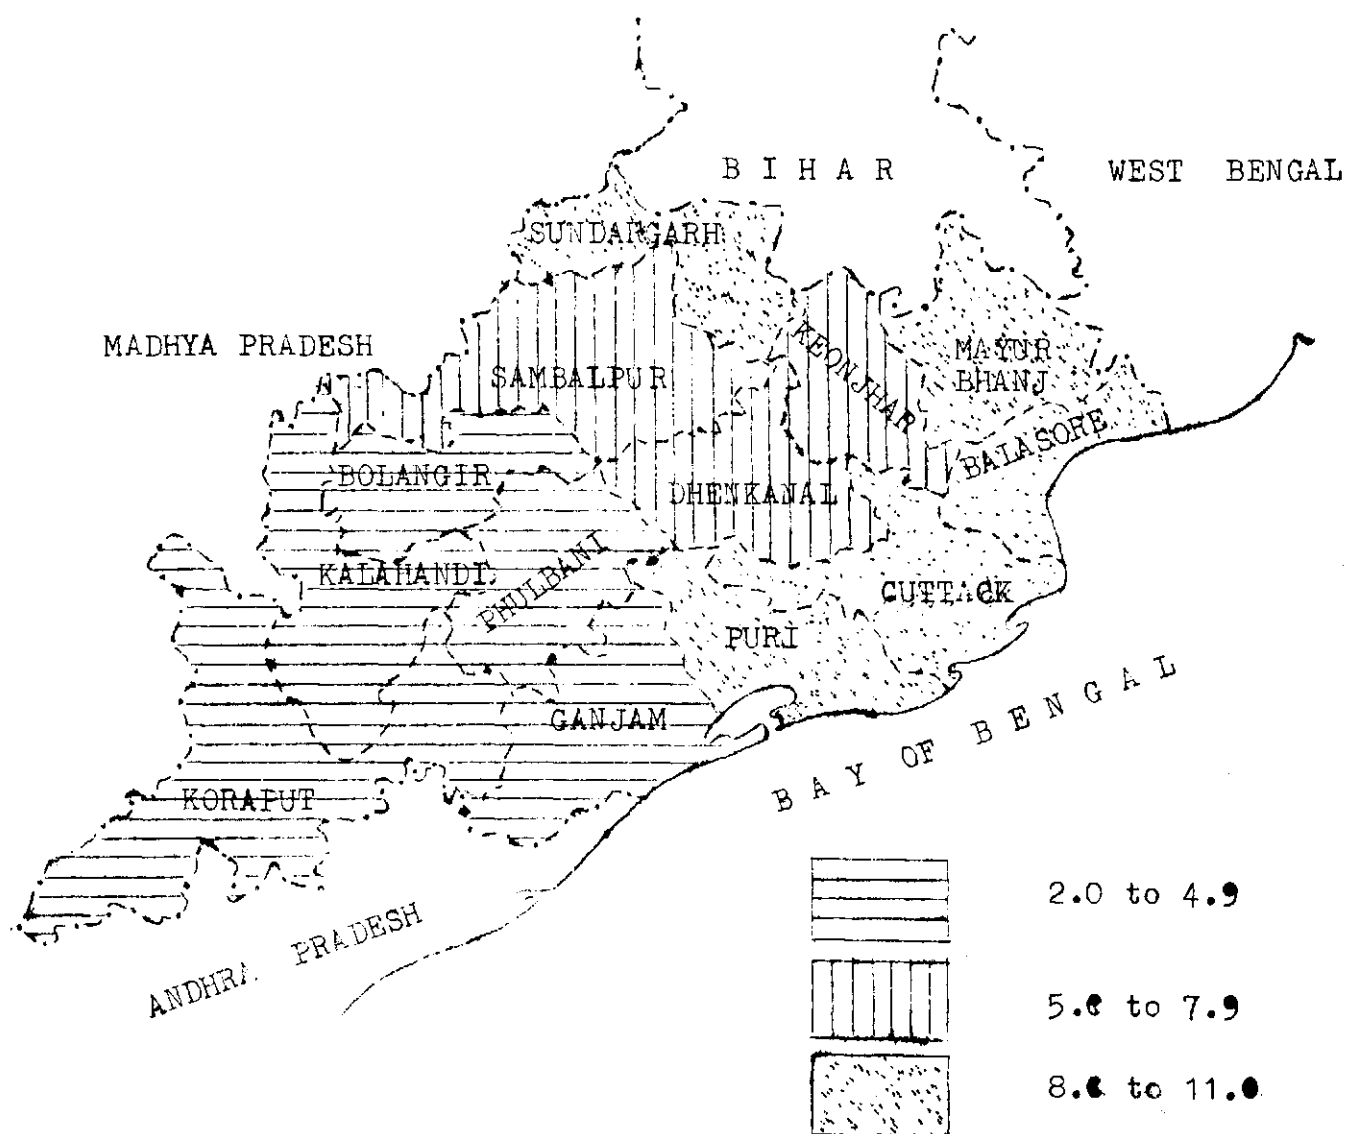 BIHAR
WEST BENGAL
SUNDARGARH
MADHYA PRADESH
SAMBALPUR
KEONJHAR
MAYUR
BHANJ
BALASORE
BOLANGIR
DHENKANAL
KALAHANDI
PHULBANI
CUTTACK
PURI
GANJAM
BAY OF BENGAL
KORAPUT
ANDHRA PRADESH
2.0 to 4.9
5.0 to 7.9
8.0 to 11.0